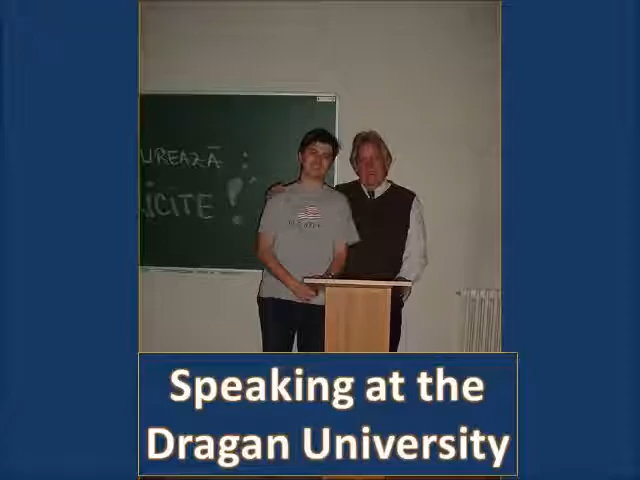 UREAZĂ :
ICITE !
Speaking at the
Dragan University